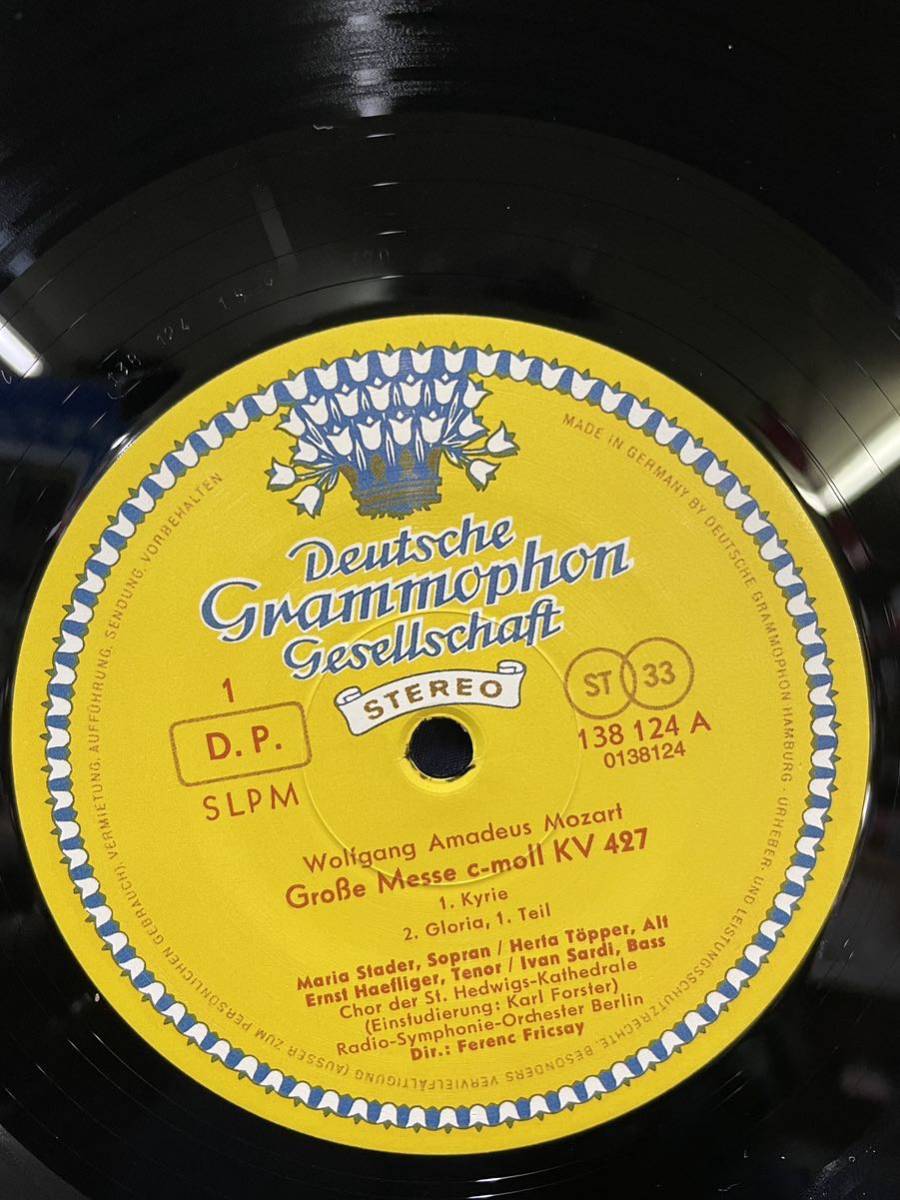 Deutsche
Grammophon
Gesellschaft
STEREO
1
D. P.
SLPM
ST 33
138 124 A
0138124
Wolfgang Amadeus Mozart
Große Messe c-moll KV 427
1. Kyrie
2. Gloria, 1. Teil
Maria Stader, Sopran / Herta Töpper, Alt
Ernst Haefliger, Tenor / Ivan Sardi, Bass
Chor der St. Hedwigs-Kathedrale
(Einstudierung: Karl Forster)
Radio-Symphonie-Orchester Berlin
Dir.: Ferenc Fricsay
MADE IN GERMANY BY DEUTSCHE GRAMMOPHON HAMBURG · URHEBER- UND LEISTUNGSSCHUTZRECHTE, BESONDERS VERVIELFÄLTIGUNG (AUSSER ZUM PERSÖNLICHEN GEBRAUCH), VERMIETUNG, AUFFÜHRUNG, SENDUNG, VORBEHALTEN